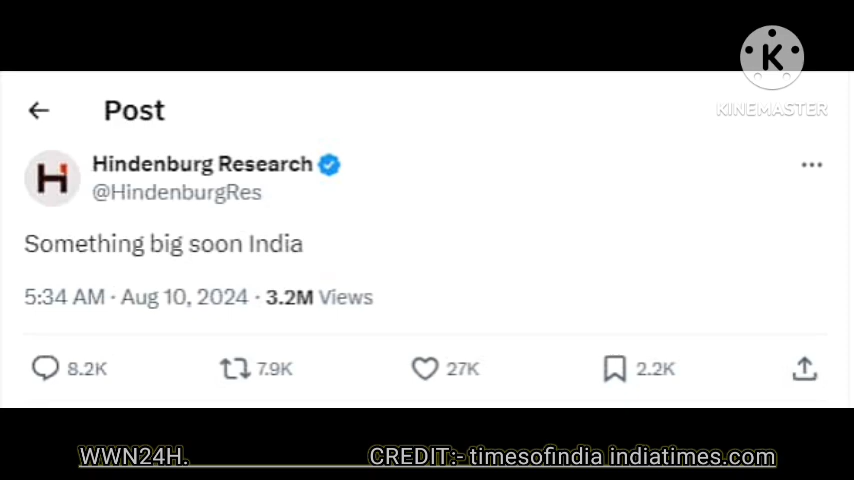 K
KINEMASTER
Post
Hindenburg Research
@HindenburgRes
Something big soon India
5:34 AM · Aug 10, 2024 · 3.2M Views
8.2K 7.9K 27K 2.2K
WWN24H. CREDIT:- timesofindia indiatimes.com